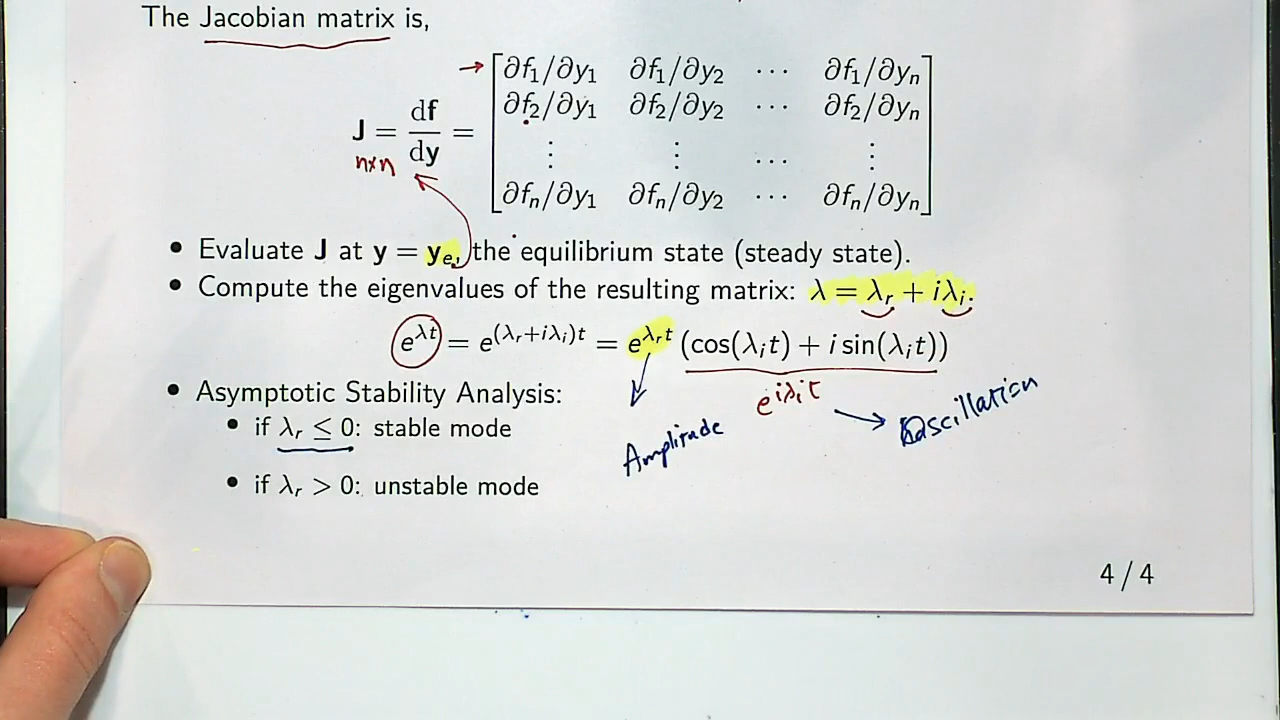 The Jacobian matrix is,
J = df/dy = [∂f₁/∂y₁ ∂f₁/∂y₂ ⋯ ∂f₁/∂yₙ
∂f₂/∂y₁ ∂f₂/∂y₂ ⋯ ∂f₂/∂yₙ
⋮ ⋮ ⋯ ⋮
∂fₙ/∂y₁ ∂fₙ/∂y₂ ⋯ ∂fₙ/∂yₙ]
n×n
• Evaluate J at y = yₑ, the equilibrium state (steady state).
• Compute the eigenvalues of the resulting matrix: λ = λᵣ + iλᵢ.
e^{λt} = e^{(λᵣ+iλᵢ)t} = e^{λᵣt} (cos(λᵢt) + i sin(λᵢt))
e^{iλᵢt}
Oscillation
Amplitude
• Asymptotic Stability Analysis:
• if λᵣ ≤ 0: stable mode
• if λᵣ > 0: unstable mode
4 / 4